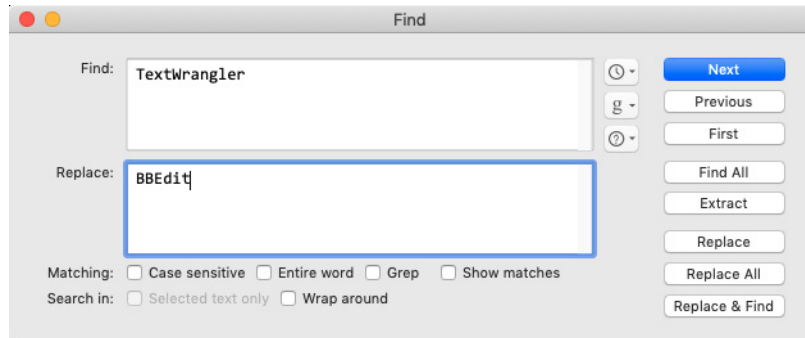 Find
Find: TextWrangler
Next
g
Previous
?
First
Replace: BBEdit
Find All
Extract
Replace
Matching: Case sensitive Entire word Grep Show matches
Replace All
Search in: Selected text only Wrap around
Replace & Find